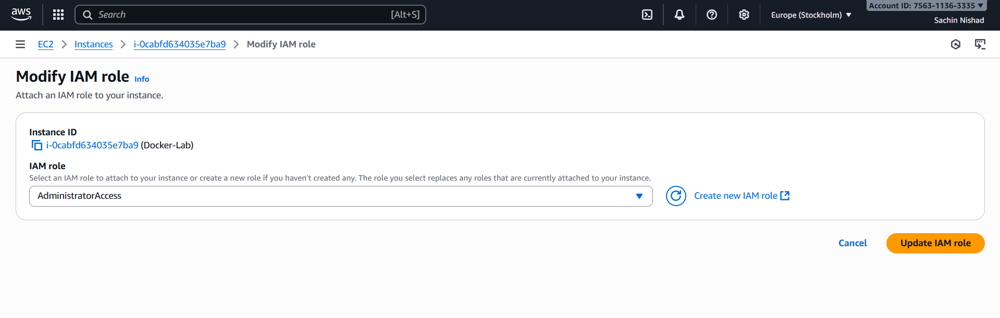 aws
Search [Alt+S]
Europe (Stockholm)
Account ID: 7563-1136-3335
Sachin Nishad
EC2 Instances i-0cabfd634035e7ba9 Modify IAM role
Modify IAM role Info
Attach an IAM role to your instance.
Instance ID
i-0cabfd634035e7ba9 (Docker-Lab)
IAM role
Select an IAM role to attach to your instance or create a new role if you haven't created any. The role you select replaces any roles that are currently attached to your instance.
AdministratorAccess
Create new IAM role
Cancel Update IAM role